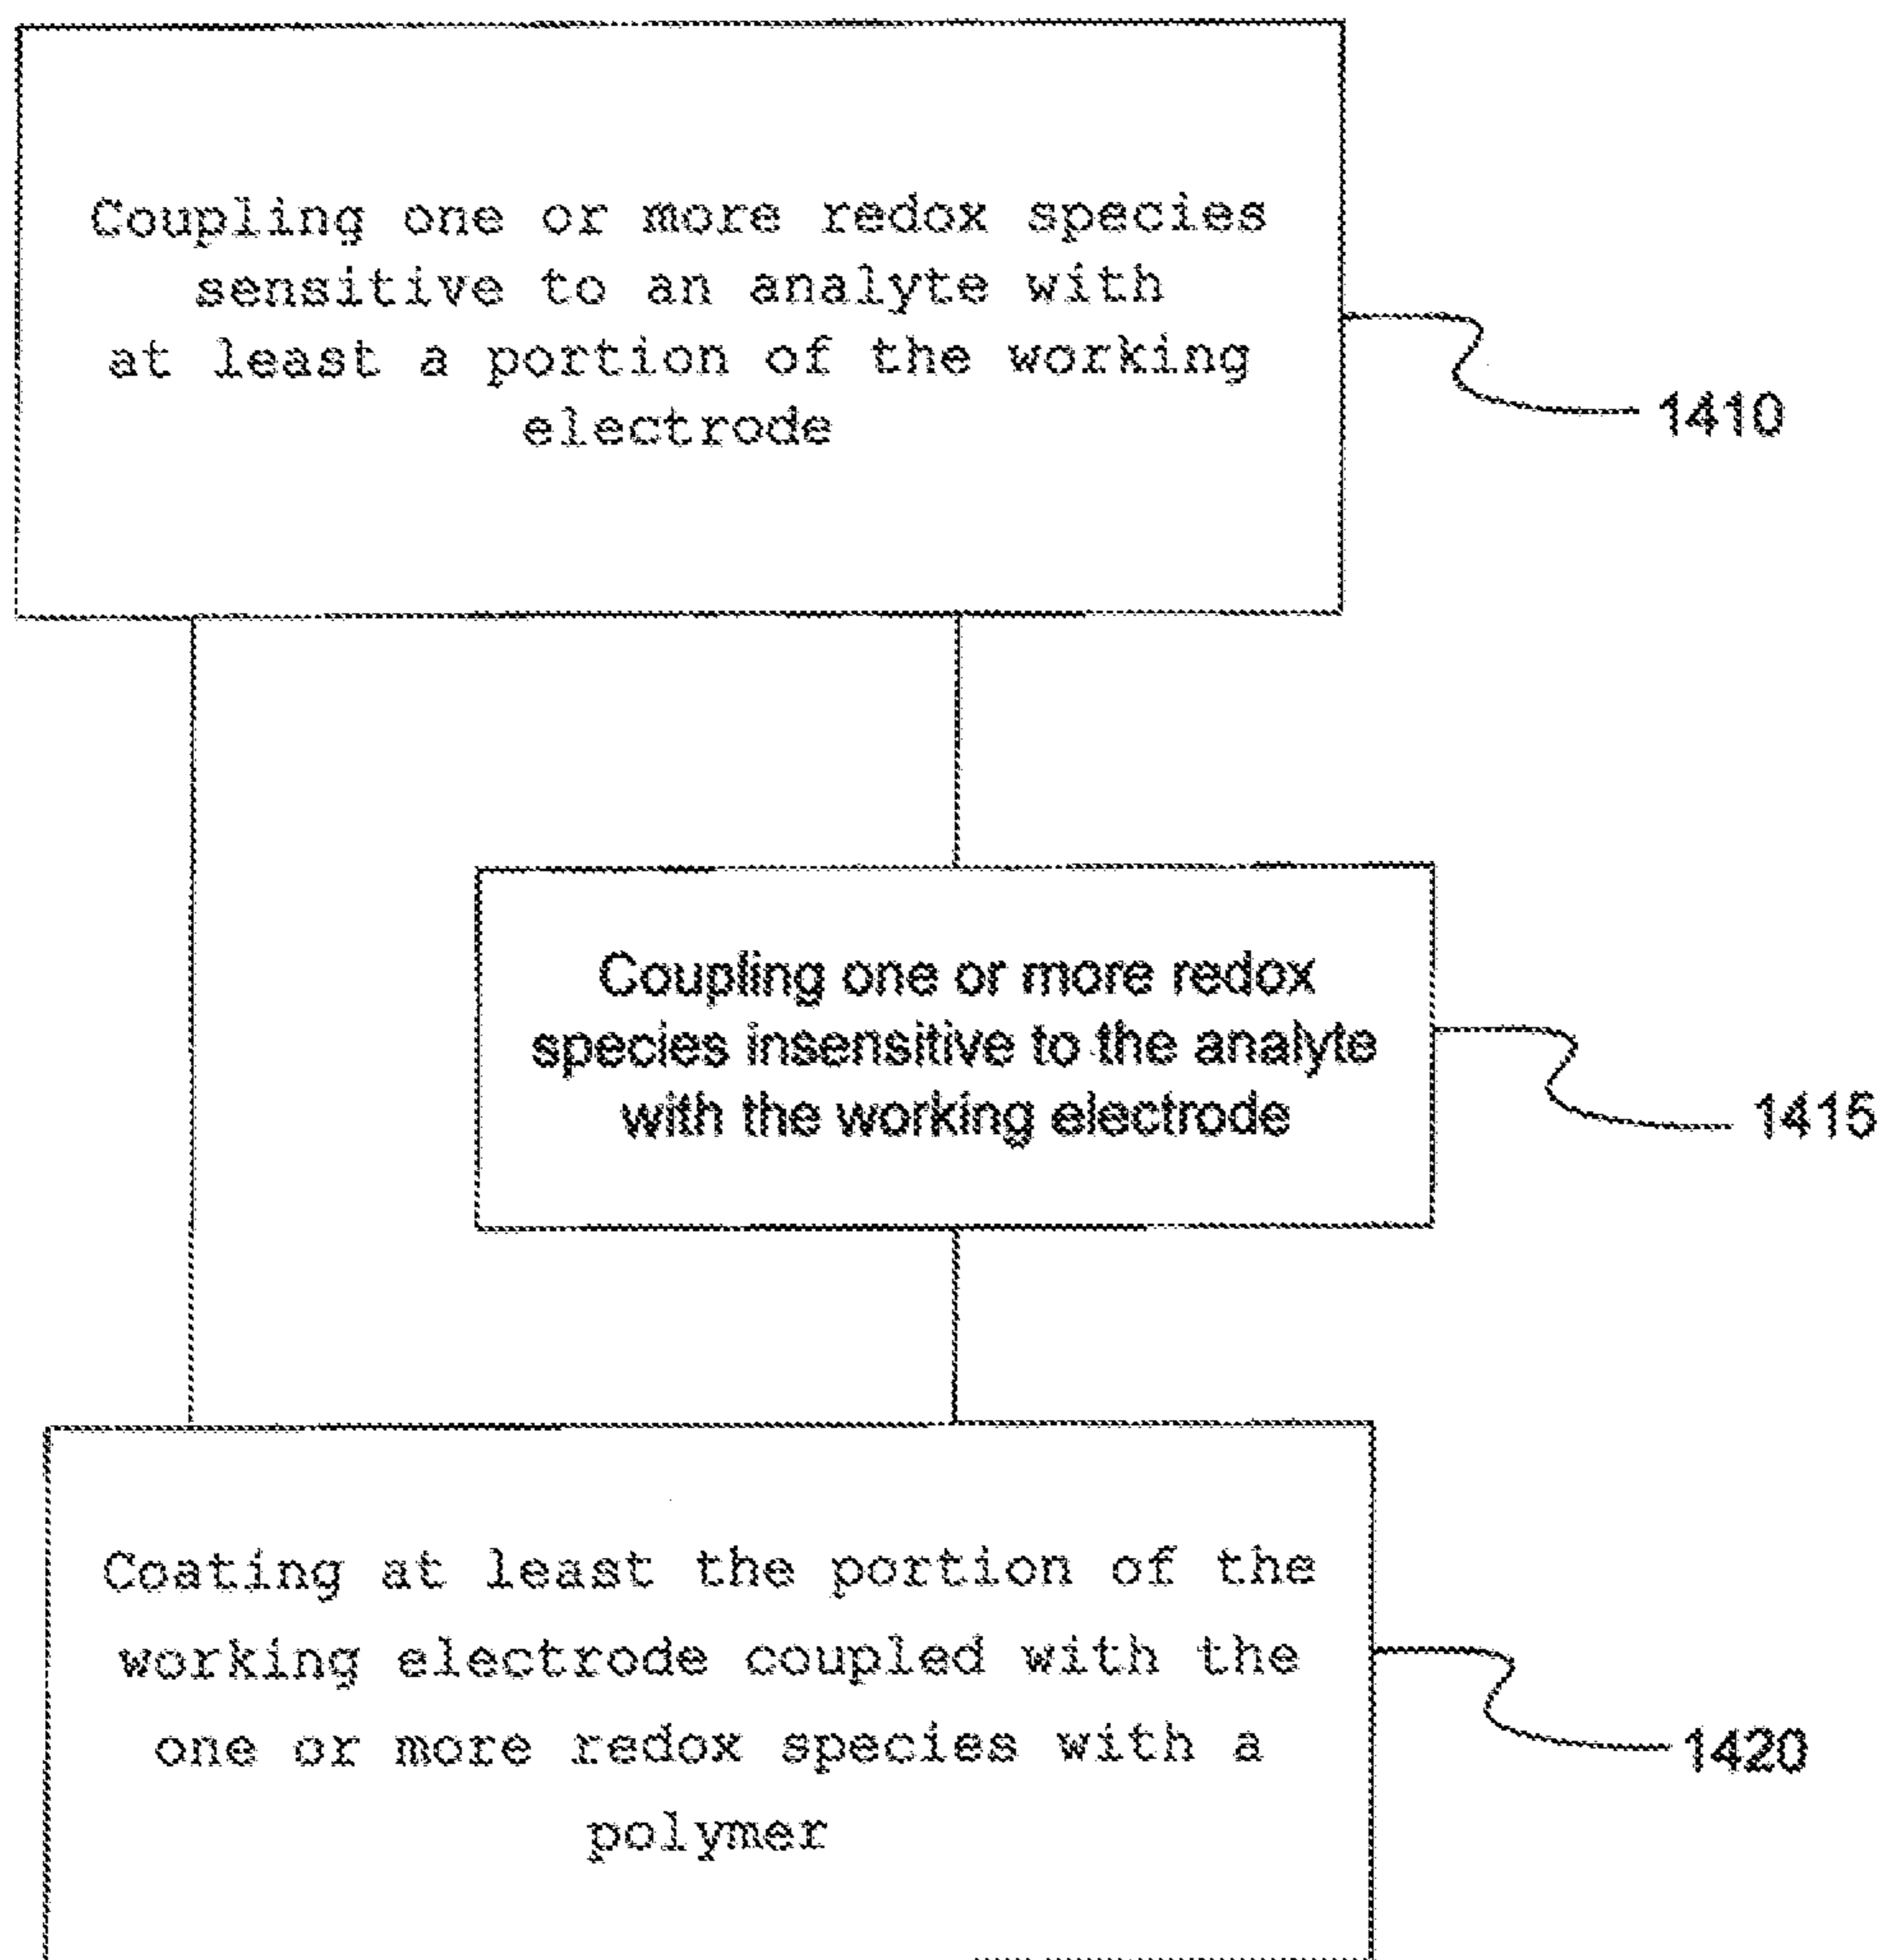 Coupling one or more redox species
sensitive to an analyte with
at least a portion of the working
electrode
1410
Coupling one or more redox
species insensitive to the analyte
with the working electrode
1415
Coating at least the portion of the
working electrode coupled with the
one or more redox species with a
polymer
1420